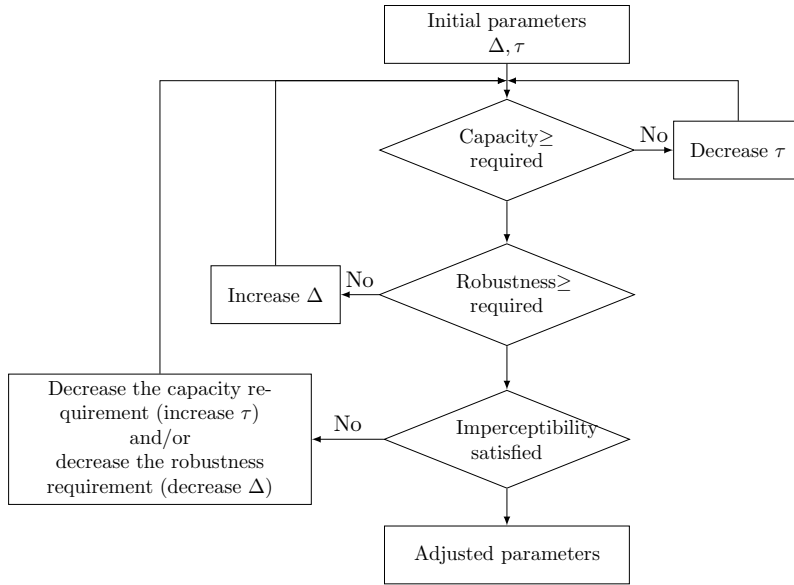 Initial parameters
Δ, τ
Capacity≥
required
No
Decrease τ
Robustness≥
required
No
Increase Δ
Imperceptibility
satisfied
No
Decrease the capacity re-
quirement (increase τ)
and/or
decrease the robustness
requirement (decrease Δ)
Adjusted parameters